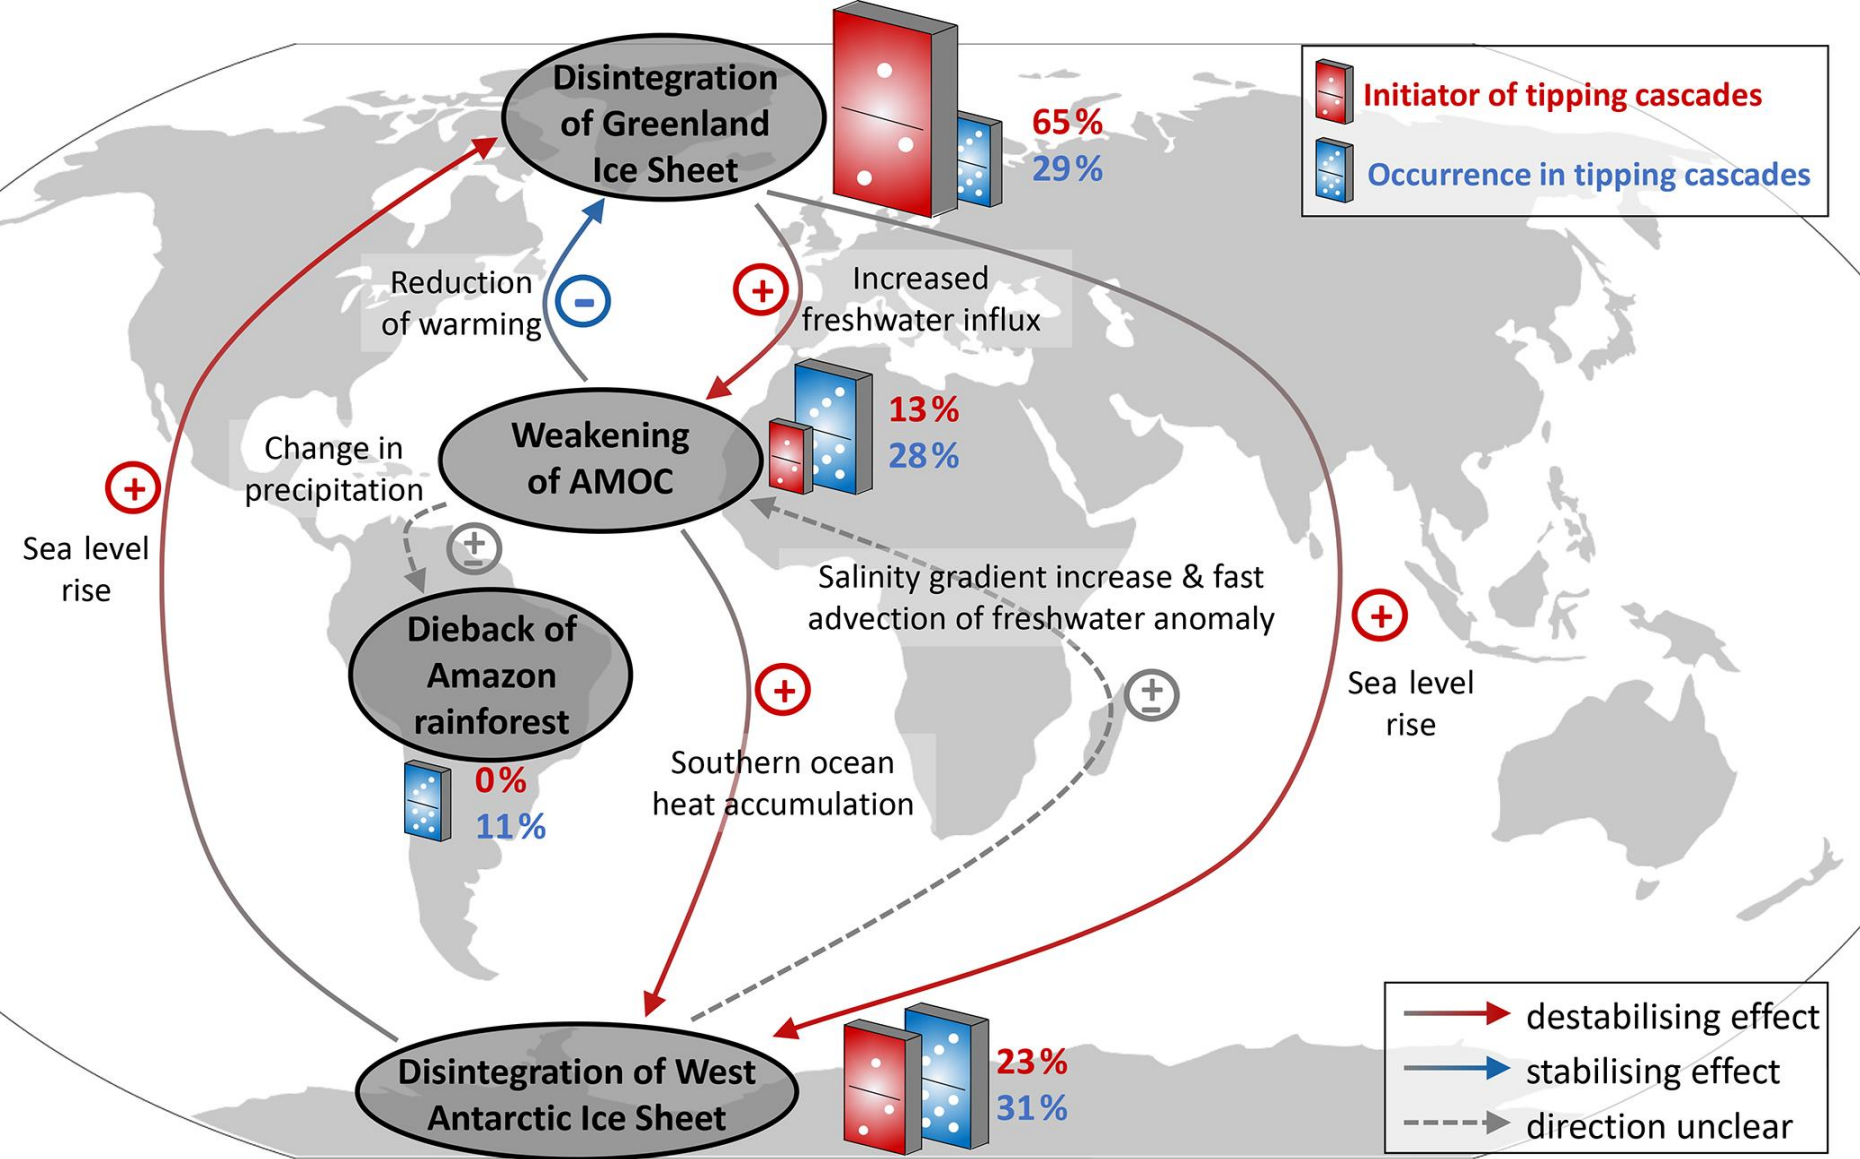 Disintegration
of Greenland
Ice Sheet
65%
29%
Initiator of tipping cascades
Occurrence in tipping cascades
Reduction
of warming
−
+
Increased
freshwater influx
Weakening
of AMOC
13%
28%
Change in
precipitation
±
+
Sea level
rise
Dieback of
Amazon
rainforest
0%
11%
Salinity gradient increase & fast
advection of freshwater anomaly
±
+
Southern ocean
heat accumulation
+
Sea level
rise
Disintegration of West
Antarctic Ice Sheet
23%
31%
destabilising effect
stabilising effect
direction unclear